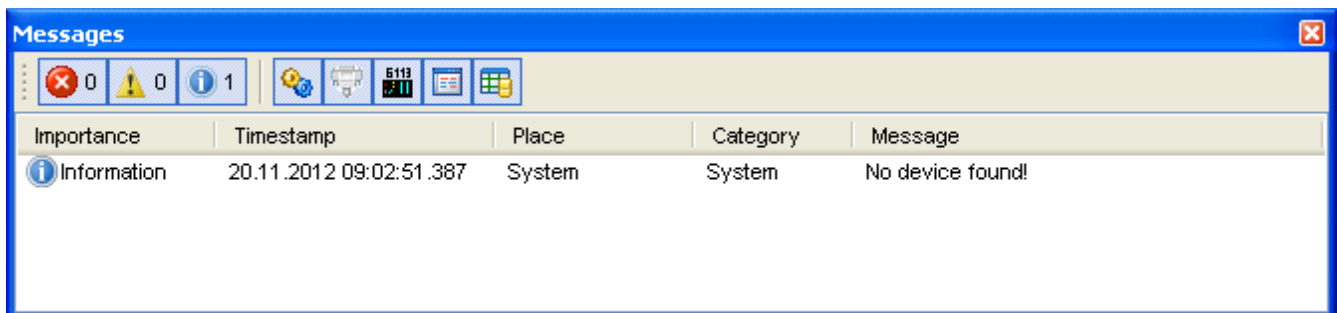 Messages
0 0 1 6113
Importance Timestamp Place Category Message
Information 20.11.2012 09:02:51.387 System System No device found!